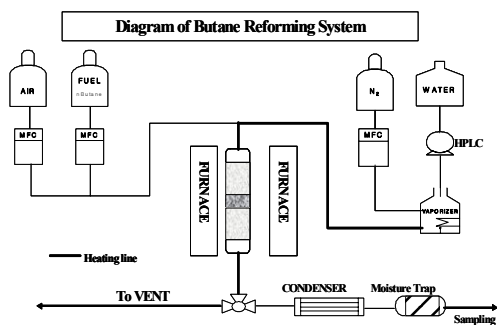 Diagram of Butane Reforming System
AIR
FUEL
nButane
N2
WATER
MFC
MFC
MFC
HPLC
VAPORIZER
FURNACE
FURNACE
Heating line
CONDENSER
Moisture Trap
To VENT
Sampling